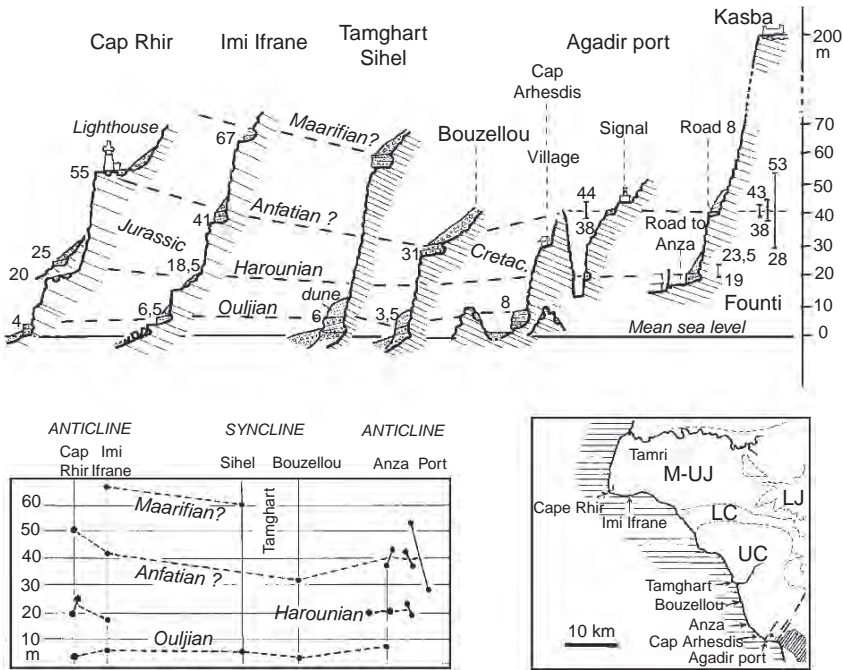 Kasba
Cap Rhir
Imi Ifrane
Tamghart
Sihel
Agadir port
200
m
Cap
Arhesdis
Lighthouse
67
Maarifian?
Bouzellou
Signal
Road 8
70
Village
60
55
53
50
Anfatian ?
44
43
41
40
38
38
Jurassic
Road to
Anza
25
31
30
Cretac.
28
23,5
20
18,5
Harounian
20
19
dune
Founti
Ouljian
10
4
6,5
6
3,5
8
Mean sea level
0
ANTICLINE
SYNCLINE
ANTICLINE
Cap
Rhir
Imi
Ifrane
Sihel
Bouzellou
Anza
Port
60
Maarifian?
Tamghart
50
40
30
Anfatian ?
20
Harounian
10
m
Ouljian
Tamri
M-UJ
LJ
Cape Rhir
Imi Ifrane
LC
UC
Tamghart
Bouzellou
Anza
10 km
Cap Arhesdis
Agadir port